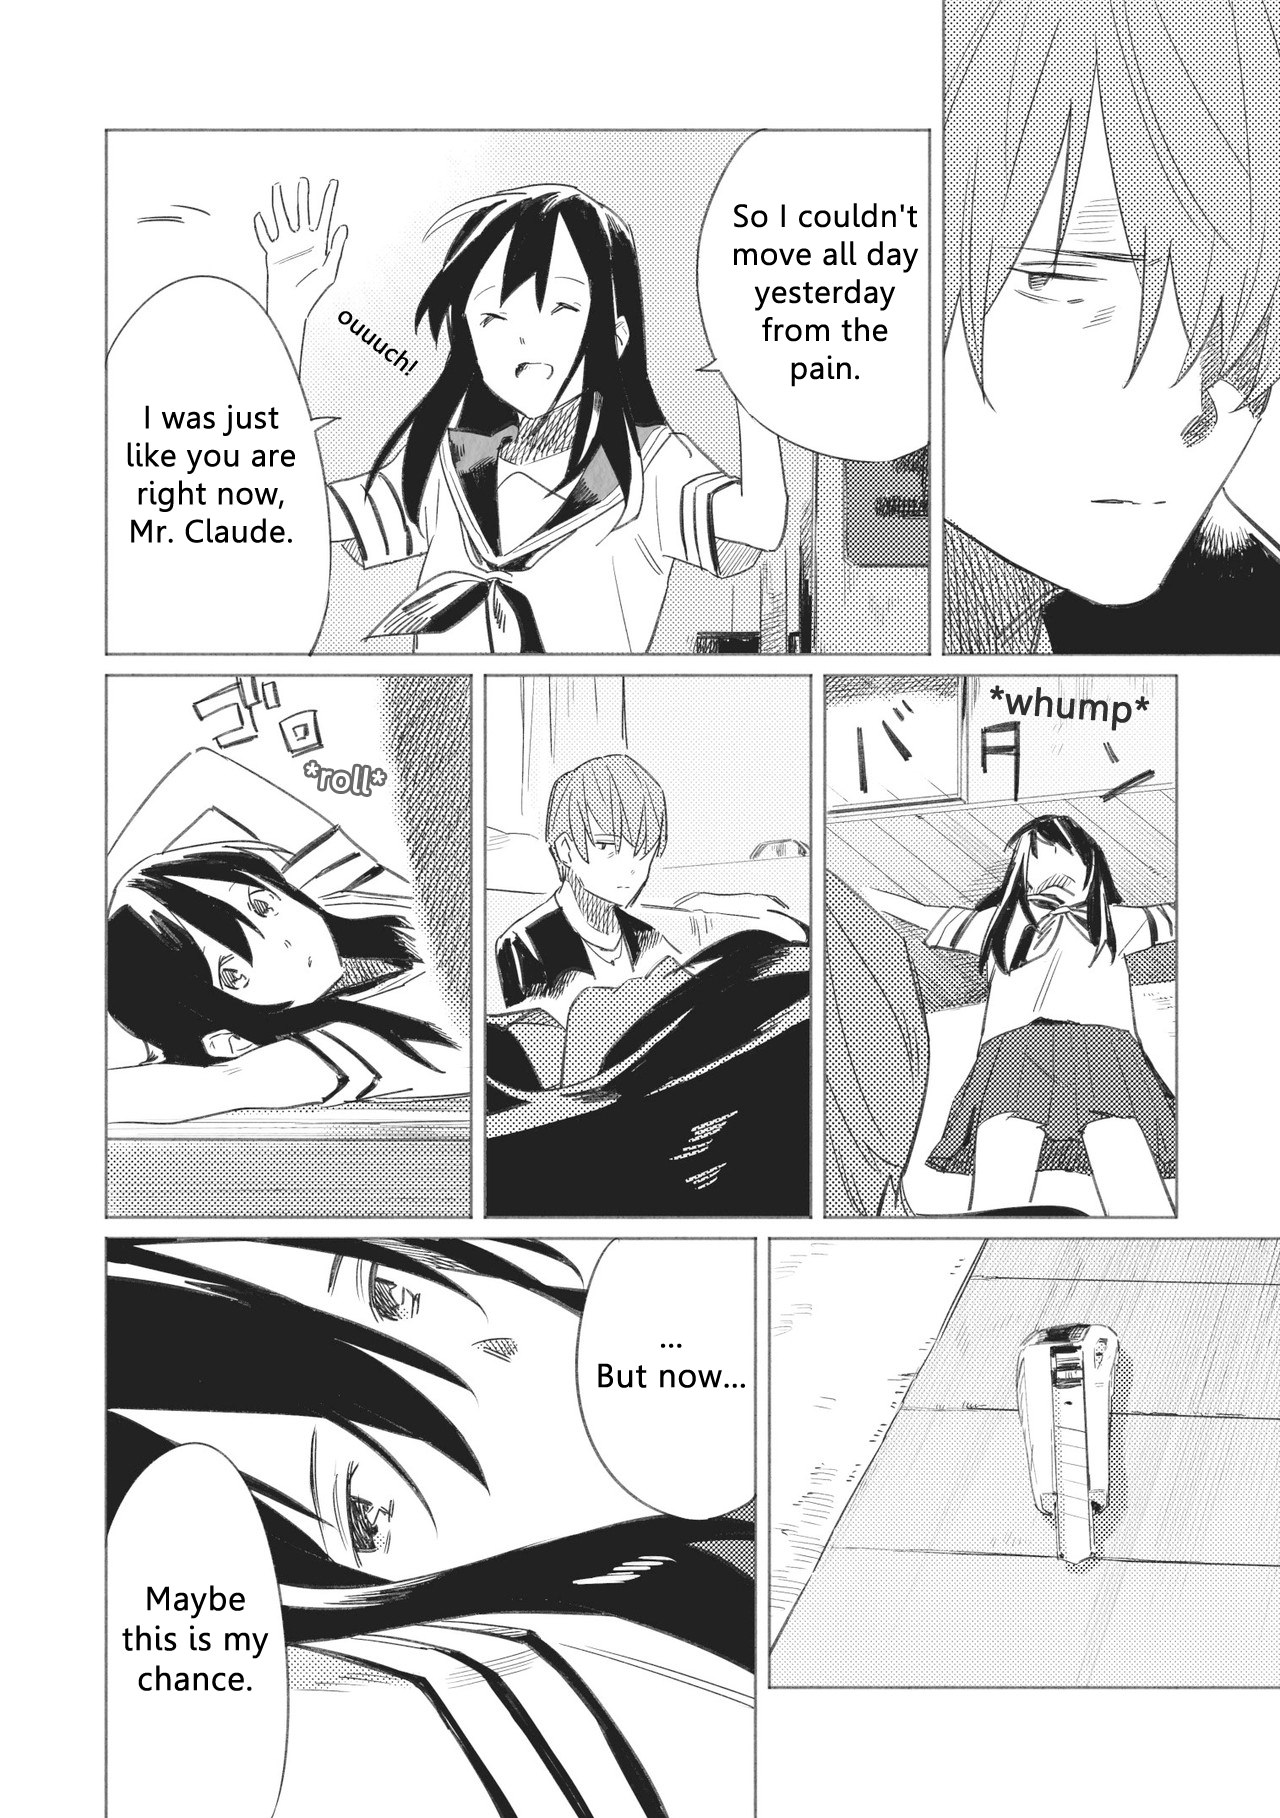 So I couldn't
move all day
yesterday
from the
pain.
ouuuch!
I was just
like you are
right now,
Mr. Claude.
*whump*
バタン
ゴロ
*roll*
...
But now...
Maybe
this is my
chance.